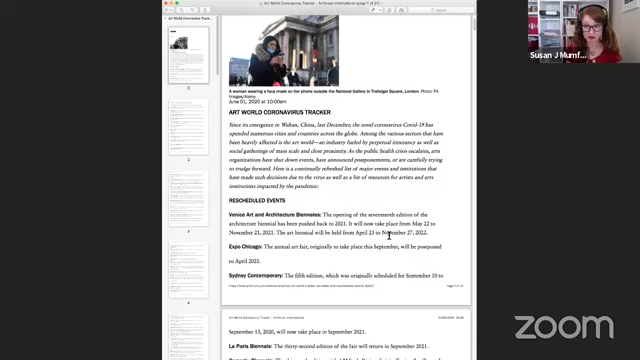 Art World Coronavirus Tracker - Artforum International (page 1 of 27)
A woman wearing a face mask on her phone outside the National Gallery in Trafalgar Square, London. Photo: PA
Images/Alamy.
June 01, 2020 at 10:00am
ART WORLD CORONAVIRUS TRACKER
Since its emergence in Wuhan, China, last December, the novel coronavirus Covid-19 has
upended numerous cities and countries across the globe. Among the various sectors that have
been heavily affected is the art world—an industry fueled by perpetual itinerancy as well as
social gatherings of mass scale and close proximity. As the public health crisis escalates, arts
organizations have shut down events, have announced postponements, or are carefully trying
to trudge forward. Here is a continually refreshed list of major events and institutions that
have made such decisions due to the virus as well as a list of resources for artists and arts
institutions impacted by the pandemic:
RESCHEDULED EVENTS
Venice Art and Architecture Biennales: The opening of the seventeenth edition of the
architecture biennial has been pushed back to 2021. It will now take place from May 22 to
November 21, 2021. The art biennial will be held from April 23 to November 27, 2022.
Expo Chicago: The annual art fair, originally to take place this September, will be postponed
to April 2021.
Sydney Contemporary: The fifth edition, which was originally scheduled for September 10 to
Art World Coronavirus Tracker - Artforum International
September 13, 2020, will now take place in September 2021.
La Paris Biennale: The thirty-second edition of the fair will return in September 2021.
Susan J Mumf...
zoom